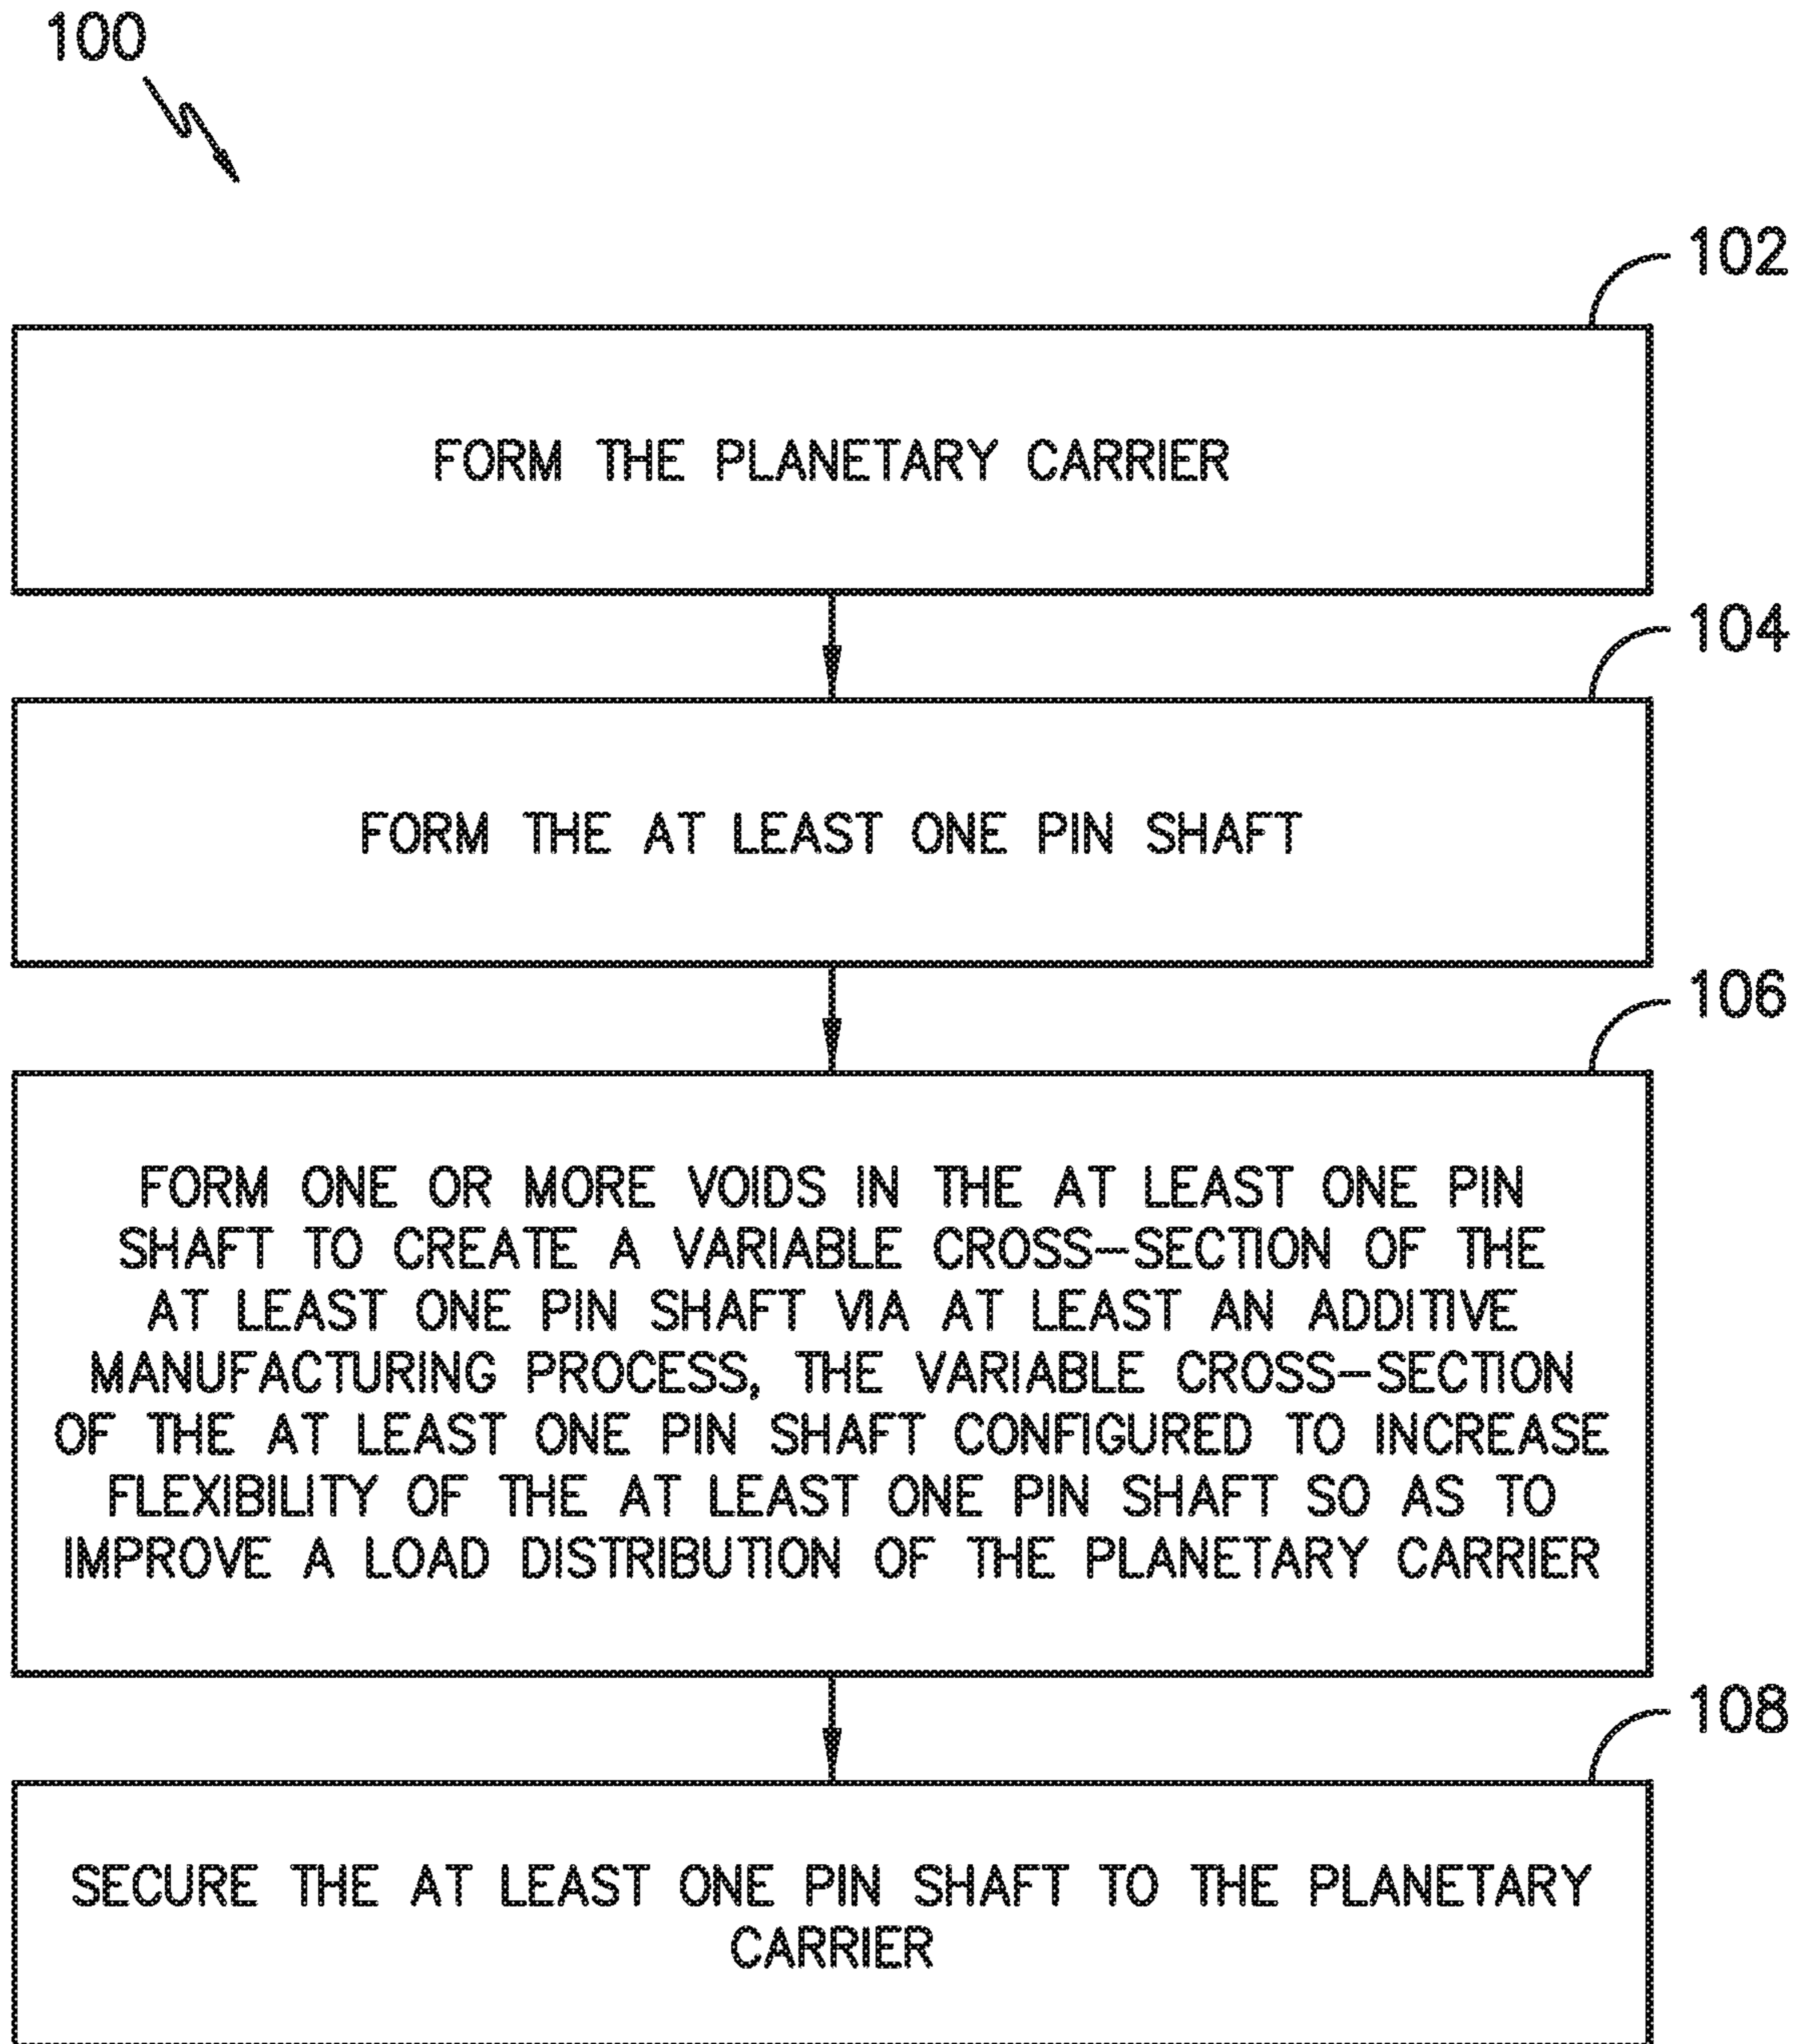 100
102
FORM THE PLANETARY CARRIER
104
FORM THE AT LEAST ONE PIN SHAFT
106
FORM ONE OR MORE VOIDS IN THE AT LEAST ONE PIN
SHAFT TO CREATE A VARIABLE CROSS-SECTION OF THE
AT LEAST ONE PIN SHAFT VIA AT LEAST AN ADDITIVE
MANUFACTURING PROCESS, THE VARIABLE CROSS-SECTION
OF THE AT LEAST ONE PIN SHAFT CONFIGURED TO INCREASE
FLEXIBILITY OF THE AT LEAST ONE PIN SHAFT SO AS TO
IMPROVE A LOAD DISTRIBUTION OF THE PLANETARY CARRIER
108
SECURE THE AT LEAST ONE PIN SHAFT TO THE PLANETARY
CARRIER